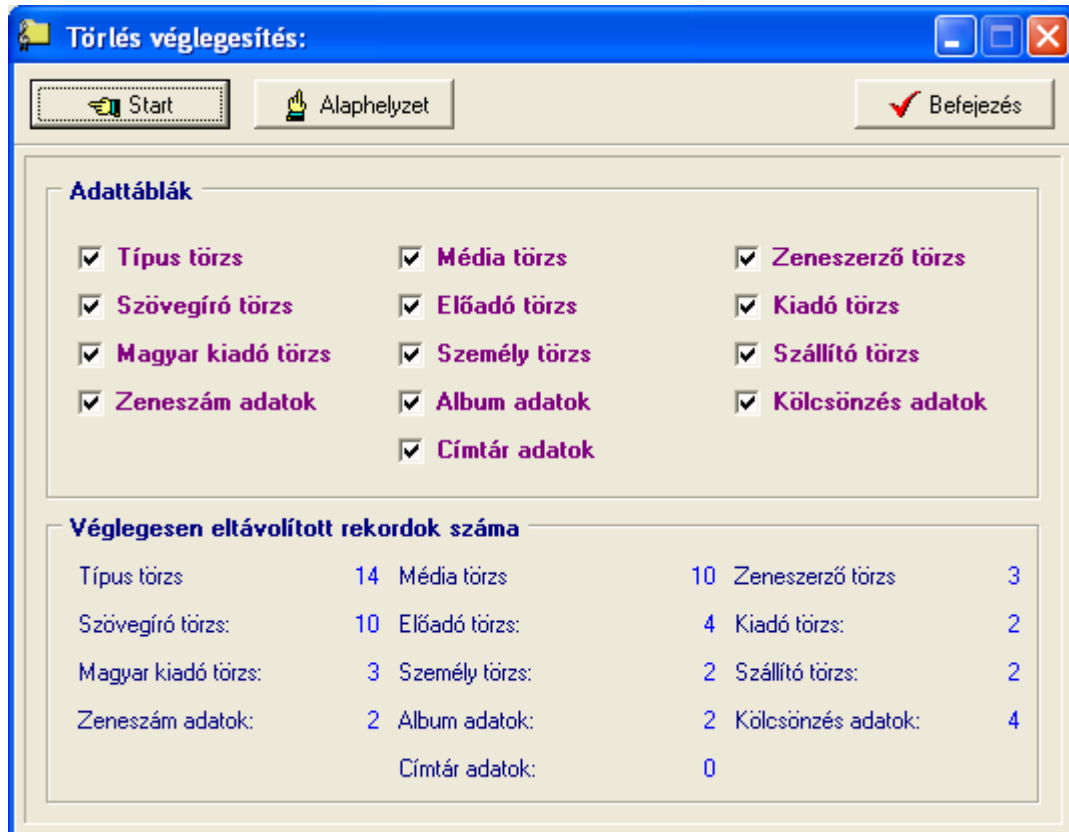 Törlés véglegesítés:
Start Alaphelyzet Befejezés
Adattáblák
Típus törzs Média törzs Zeneszerző törzs
Szövegíró törzs Előadó törzs Kiadó törzs
Magyar kiadó törzs Személy törzs Szállító törzs
Zeneszám adatok Album adatok Kölcsönzés adatok
Címtár adatok
Véglegesen eltávolított rekordok száma
Típus törzs 14 Média törzs 10 Zeneszerző törzs 3
Szövegíró törzs: 10 Előadó törzs: 4 Kiadó törzs: 2
Magyar kiadó törzs: 3 Személy törzs: 2 Szállító törzs: 2
Zeneszám adatok: 2 Album adatok: 2 Kölcsönzés adatok: 4
Címtár adatok: 0